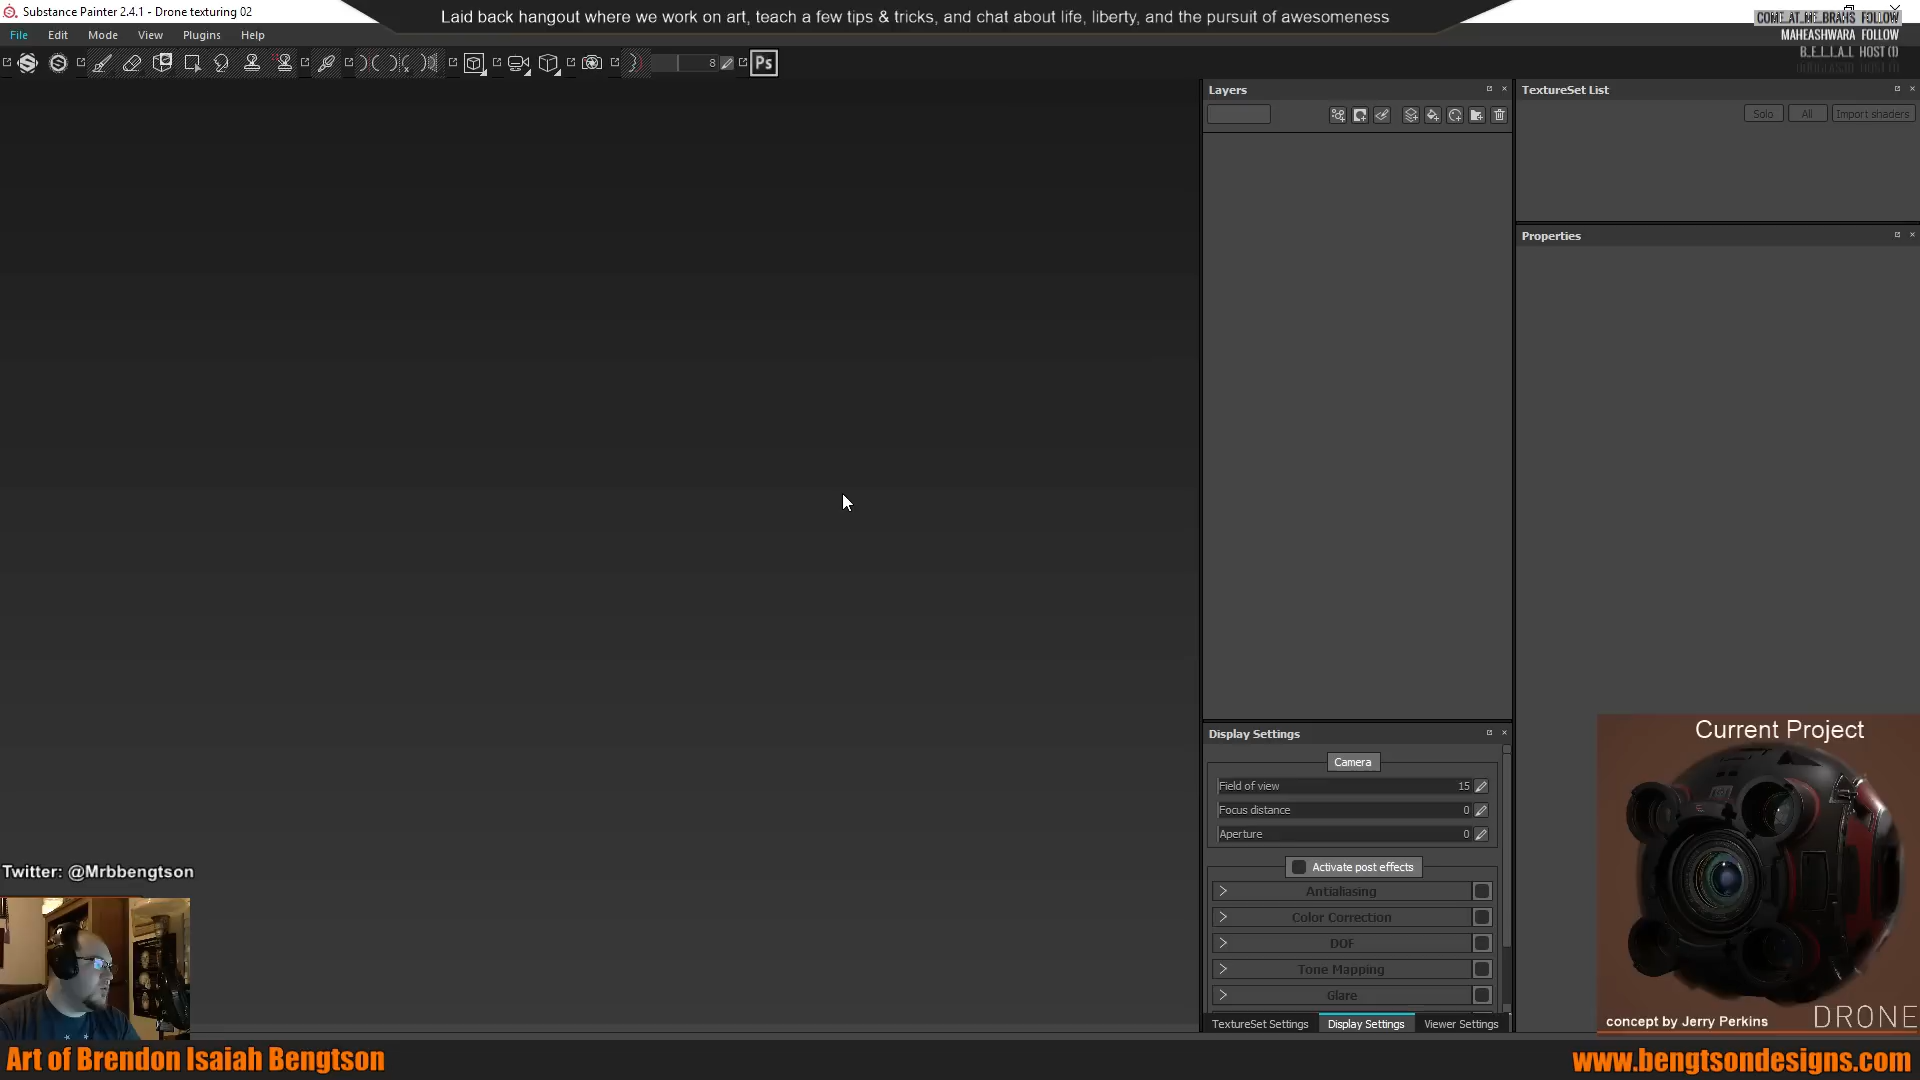 Substance Painter 2.4.1 - Drone texturing 02
Laid back hangout where we work on art, teach a few tips & tricks, and chat about life, liberty, and the pursuit of awesomeness
FOLLOW
MAHEASHWARA FOLLOW
B.E.L.I.A.L HOST (1)
File Edit Mode View Plugins Help
8
Ps
Layers
TextureSet List
Solo All Import shaders
Properties
Display Settings
Camera
Field of view 15
Focus distance 0
Aperture 0
Activate post effects
Antialiasing
Color Correction
DOF
Tone Mapping
Glare
TextureSet Settings Display Settings Viewer Settings
Current Project
concept by Jerry Perkins DRONE
Twitter: @Mrbbengtson
Art of Brendon Isaiah Bengtson
www.bengtsondesigns.com